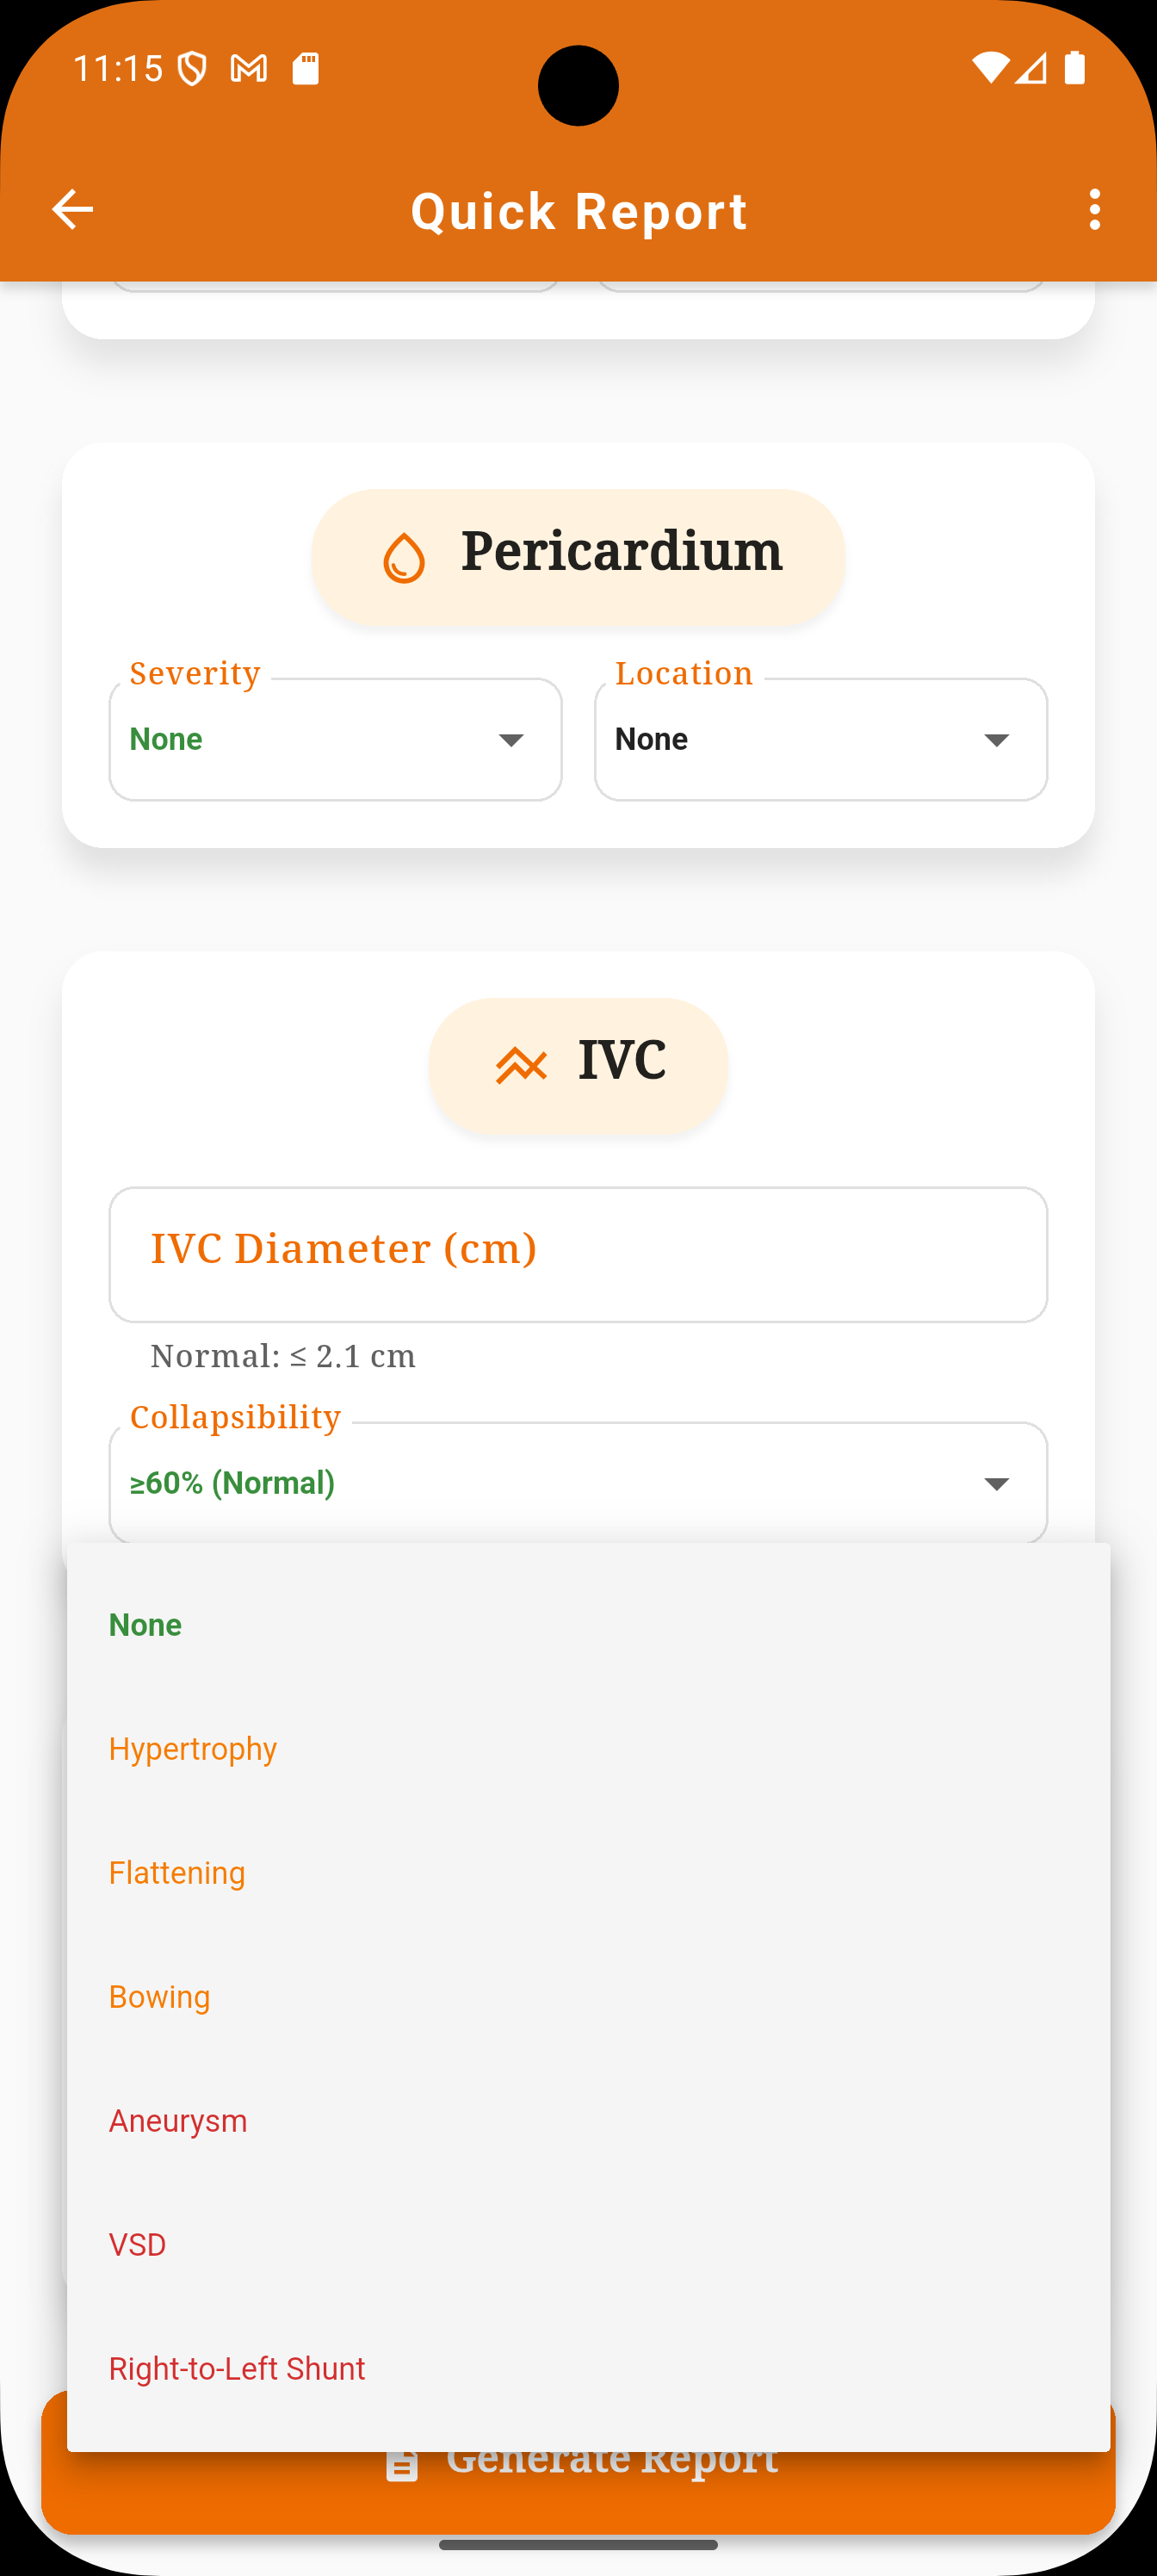 11:15
Quick Report
Pericardium
Severity
Location
None
None
IVC
IVC Diameter (cm)
Normal: ≤ 2.1 cm
Collapsibility
≥60% (Normal)
None
Hypertrophy
Flattening
Bowing
Aneurysm
VSD
Right-to-Left Shunt
Generate Report